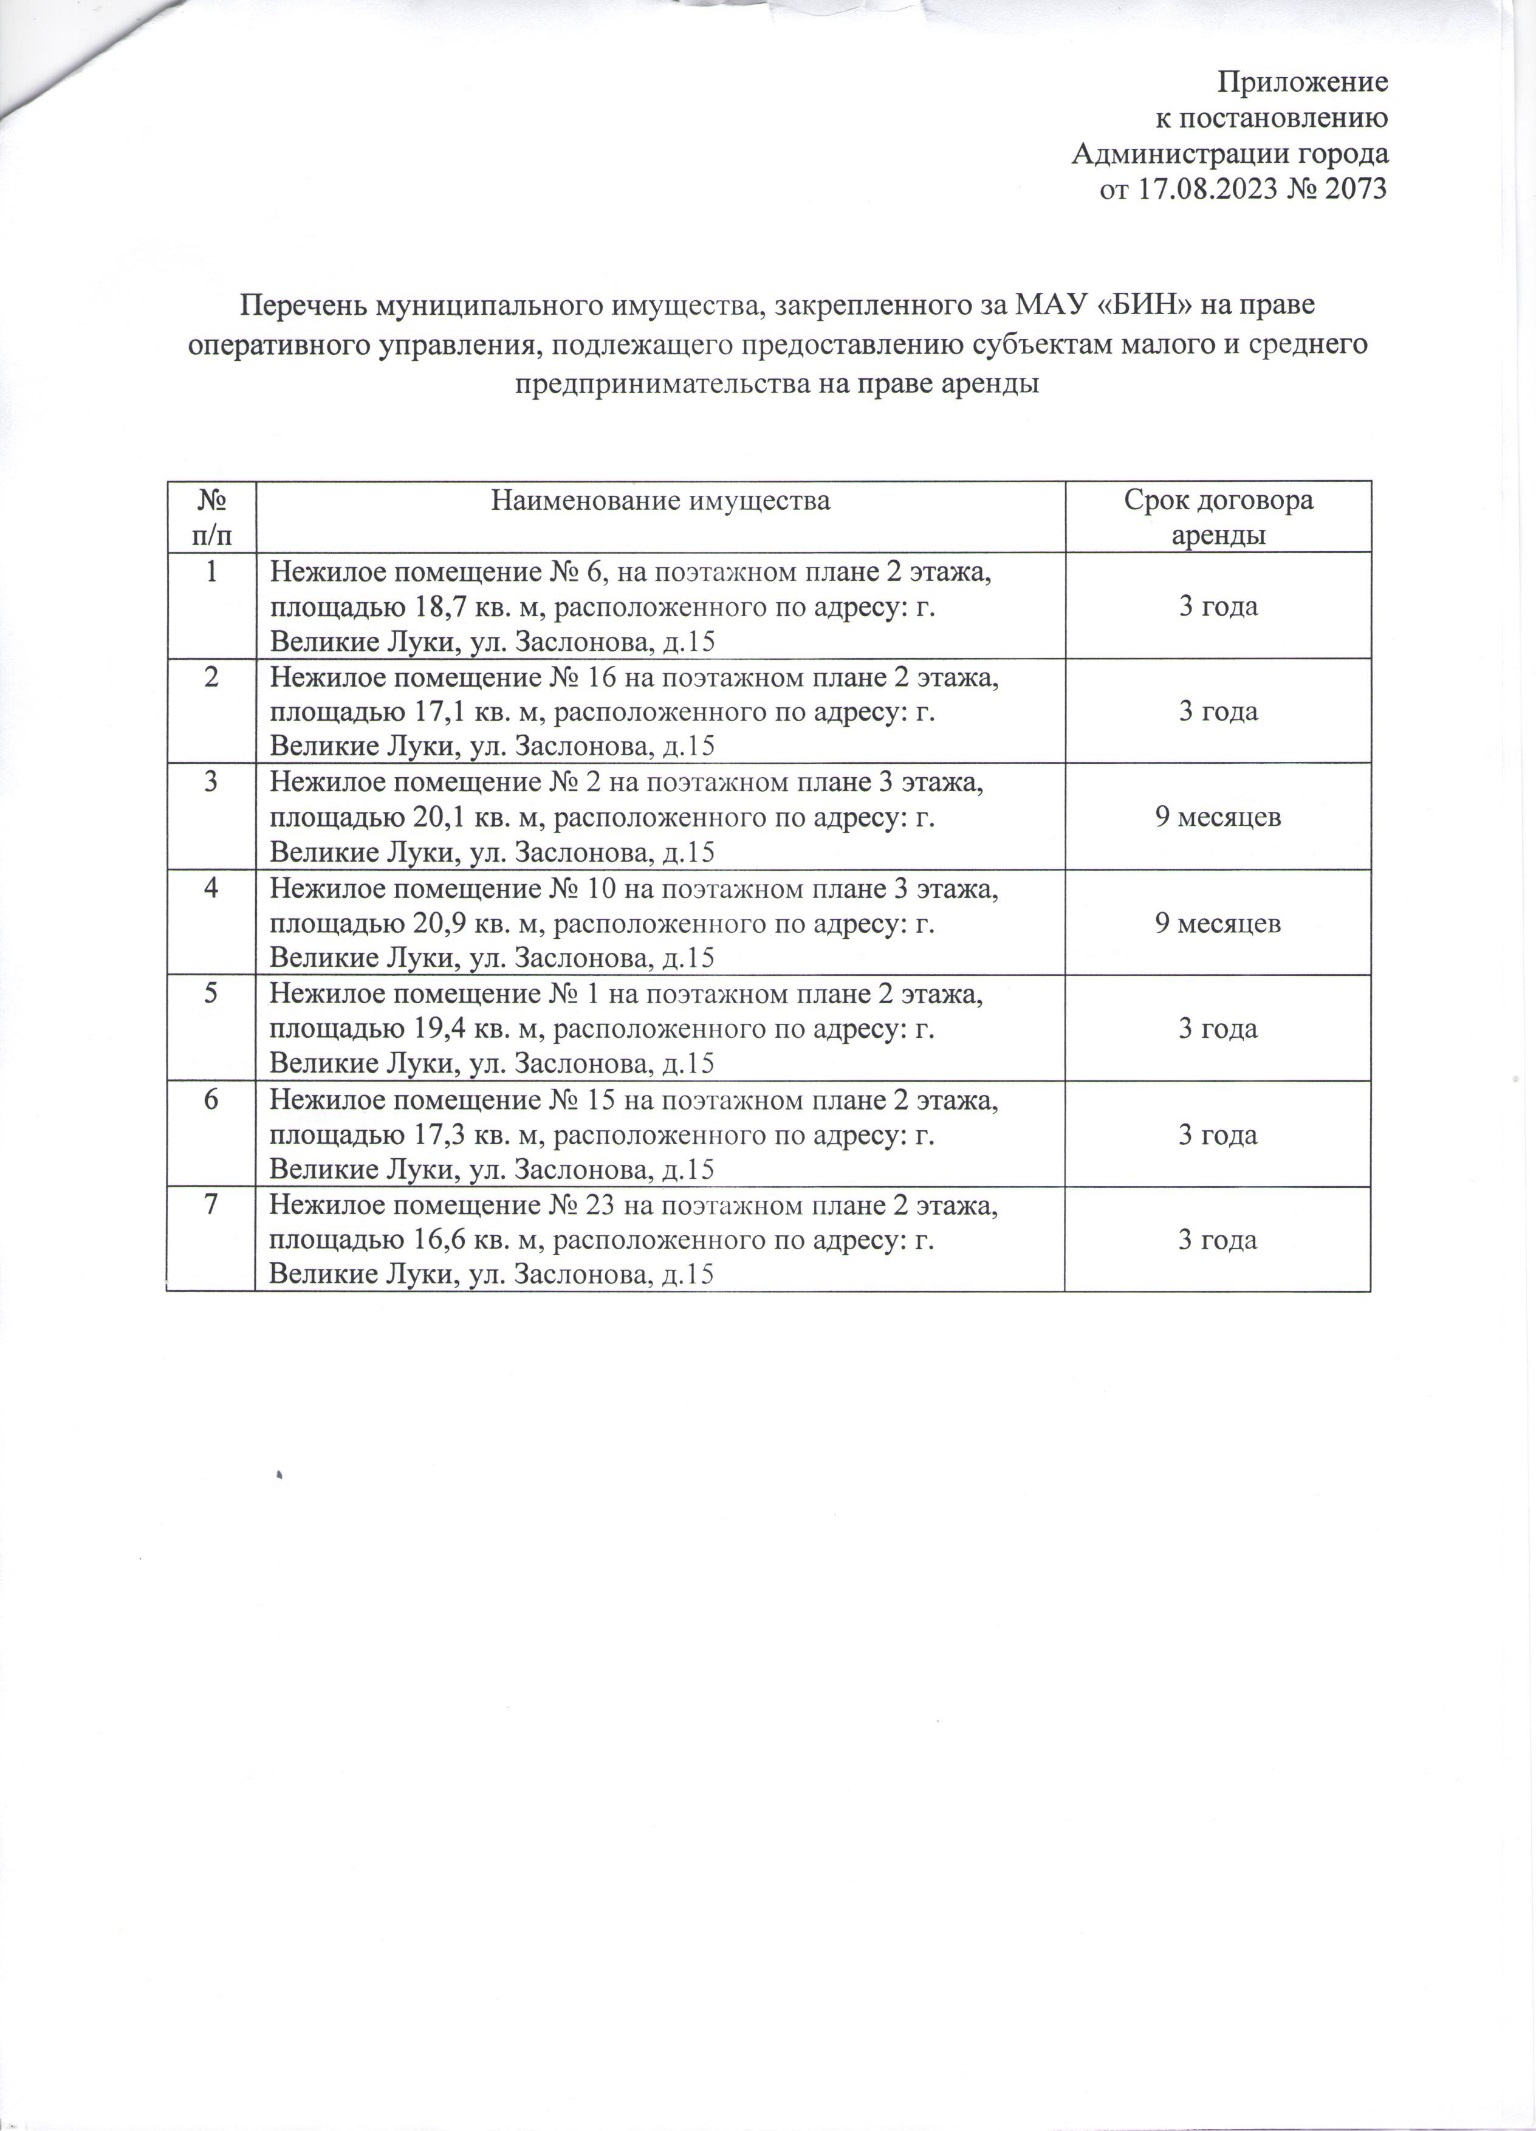 Приложение
к постановлению
Администрации города
от 17.08.2023 № 2073
Перечень муниципального имущества, закрепленного за МАУ «БИН» на праве
оперативного управления, подлежащего предоставлению субъектам малого и среднего
предпринимательства на праве аренды
№
п/п
Наименование имущества
Срок договора
аренды
1
Нежилое помещение № 6, на поэтажном плане 2 этажа,
площадью 18,7 кв. м, расположенного по адресу: г.
Великие Луки, ул. Заслонова, д.15
3 года
2
Нежилое помещение № 16 на поэтажном плане 2 этажа,
площадью 17,1 кв. м, расположенного по адресу: г.
Великие Луки, ул. Заслонова, д.15
3 года
3
Нежилое помещение № 2 на поэтажном плане 3 этажа,
площадью 20,1 кв. м, расположенного по адресу: г.
Великие Луки, ул. Заслонова, д.15
9 месяцев
4
Нежилое помещение № 10 на поэтажном плане 3 этажа,
площадью 20,9 кв. м, расположенного по адресу: г.
Великие Луки, ул. Заслонова, д.15
9 месяцев
5
Нежилое помещение № 1 на поэтажном плане 2 этажа,
площадью 19,4 кв. м, расположенного по адресу: г.
Великие Луки, ул. Заслонова, д.15
3 года
6
Нежилое помещение № 15 на поэтажном плане 2 этажа,
площадью 17,3 кв. м, расположенного по адресу: г.
Великие Луки, ул. Заслонова, д.15
3 года
7
Нежилое помещение № 23 на поэтажном плане 2 этажа,
площадью 16,6 кв. м, расположенного по адресу: г.
Великие Луки, ул. Заслонова, д.15
3 года